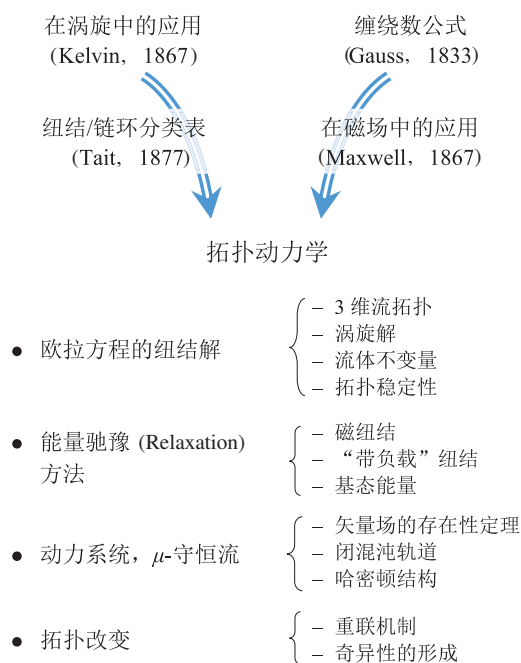 在涡旋中的应用
(Kelvin, 1867)
缠绕数公式
(Gauss, 1833)
纽结/链环分类表
(Tait, 1877)
在磁场中的应用
(Maxwell, 1867)
拓扑动力学
● 欧拉方程的纽结解
– 3 维流拓扑
– 涡旋解
– 流体不变量
– 拓扑稳定性
● 能量驰豫 (Relaxation)
方法
– 磁纽结
– “带负载”纽结
– 基态能量
● 动力系统，μ-守恒流
– 矢量场的存在性定理
– 闭混沌轨道
– 哈密顿结构
● 拓扑改变
– 重联机制
– 奇异性的形成